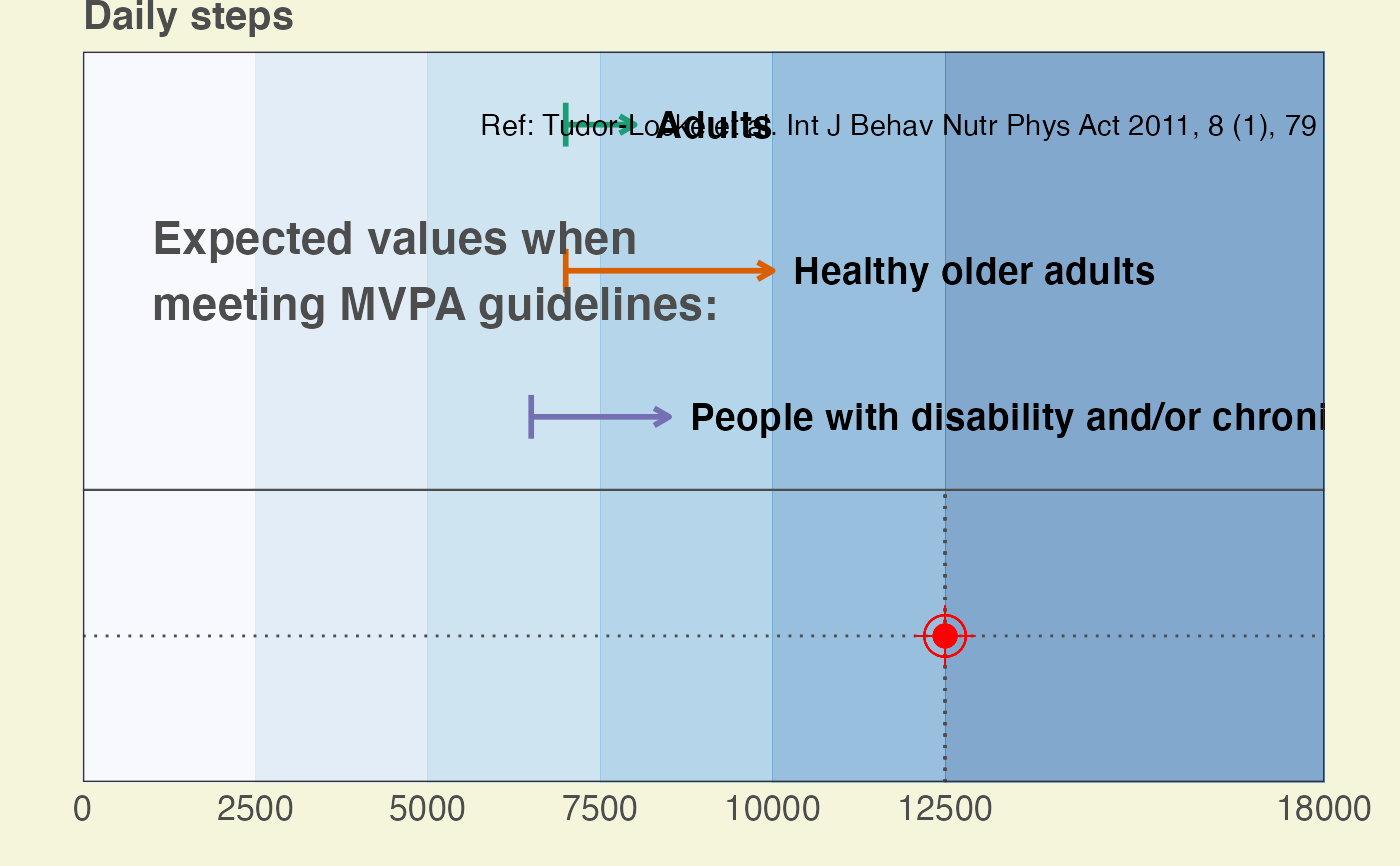 Daily steps
Ref: Tudor-Locke et al. Int J Behav Nutr Phys Act 2011, 8 (1), 79
Adults
Expected values when
meeting MVPA guidelines:
Healthy older adults
People with disability and/or chroni
0 2500 5000 7500 10000 12500 18000